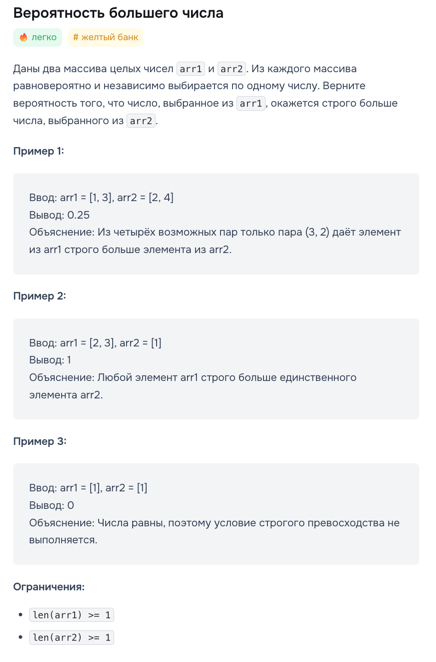 Вероятность большего числа
🔥 легко # желтый банк
Даны два массива целых чисел arr1 и arr2. Из каждого массива
равновероятно и независимо выбирается по одному числу. Верните
вероятность того, что число, выбранное из arr1, окажется строго больше
числа, выбранного из arr2.
Пример 1:
Ввод: arr1 = [1, 3], arr2 = [2, 4]
Вывод: 0.25
Объяснение: Из четырёх возможных пар только пара (3, 2) даёт элемент
из arr1 строго больше элемента из arr2.
Пример 2:
Ввод: arr1 = [2, 3], arr2 = [1]
Вывод: 1
Объяснение: Любой элемент arr1 строго больше единственного
элемента arr2.
Пример 3:
Ввод: arr1 = [1], arr2 = [1]
Вывод: 0
Объяснение: Числа равны, поэтому условие строгого превосходства не
выполняется.
Ограничения:
• len(arr1) >= 1
• len(arr2) >= 1